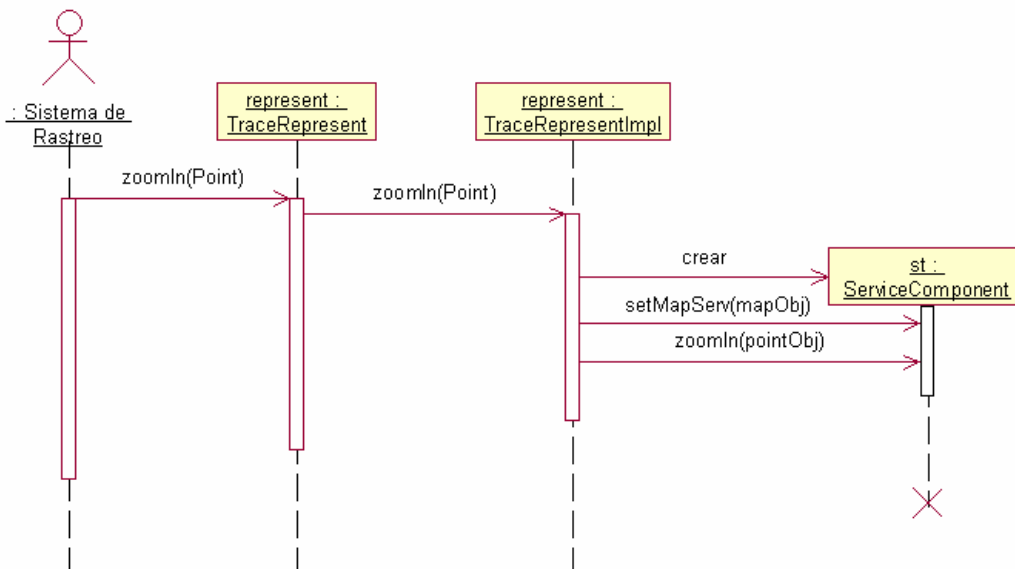 : Sistema de
Rastreo
represent :
TraceRepresent
represent :
TraceRepresentImpl
zoomIn(Point)
zoomIn(Point)
crear
st :
ServiceComponent
setMapServ(mapObj)
zoomIn(pointObj)